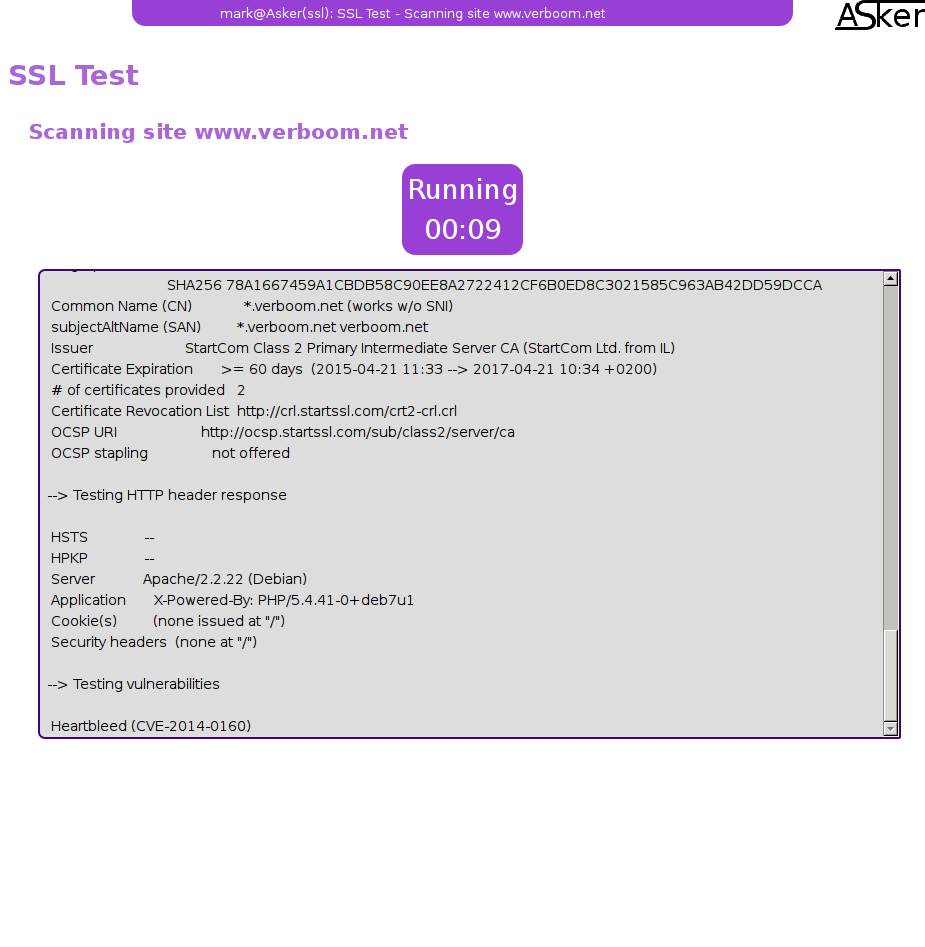 mark@Asker(ssl): SSL Test - Scanning site www.verboom.net
ASker
SSL Test
Scanning site www.verboom.net
Running
00:09
SHA256 78A1667459A1CBDB58C90EE8A2722412CF6B0ED8C3021585C963AB42DD59DCCA
Common Name (CN) *.verboom.net (works w/o SNI)
subjectAltName (SAN) *.verboom.net verboom.net
Issuer StartCom Class 2 Primary Intermediate Server CA (StartCom Ltd. from IL)
Certificate Expiration >= 60 days (2015-04-21 11:33 --> 2017-04-21 10:34 +0200)
# of certificates provided 2
Certificate Revocation List http://crl.startssl.com/crt2-crl.crl
OCSP URI http://ocsp.startssl.com/sub/class2/server/ca
OCSP stapling not offered
--> Testing HTTP header response
HSTS --
HPKP --
Server Apache/2.2.22 (Debian)
Application X-Powered-By: PHP/5.4.41-0+deb7u1
Cookie(s) (none issued at "/")
Security headers (none at "/")
--> Testing vulnerabilities
Heartbleed (CVE-2014-0160)